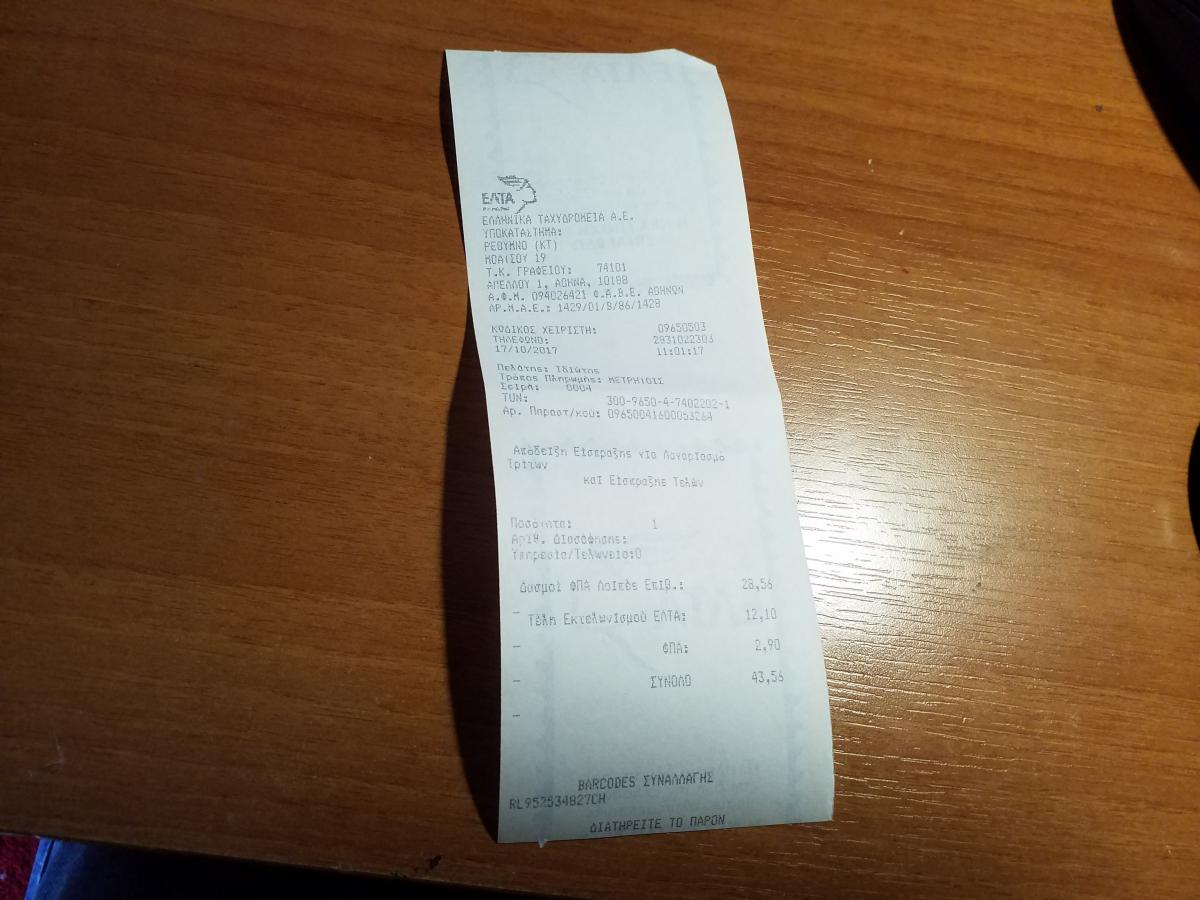 ΕΛΤΑ
ΕΛΛΗΝΙΚΑ ΤΑΧΥΔΡΟΜΕΙΑ Α.Ε.
ΥΠΟΚΑΤΑΣΤΗΜΑ:
ΡΕΘΥΜΝΟ (ΚΤ)
ΜΟΑΤΣΟΥ 19
Τ.Κ. ΓΡΑΦΕΙΟΥ: 74101
ΑΠΕΛΛΟΥ 1, ΑΘΗΝΑ, 10188
Α.Φ.Μ. 094026421 Φ.Α.Β.Ε. ΑΘΗΝΩΝ
ΑΡ.Μ.Α.Ε.: 1429/01/Β/86/1428
ΚΩΔΙΚΟΣ ΧΕΙΡΙΣΤΗ: 09650503
ΤΗΛΕΦΩΝΟ: 2831022303
17/10/2017 11:01:17
Πελάτης: Ιδιώτης
Τρόπος Πληρωμής: ΜΕΤΡΗΤΟΙΣ
Σειρά: 0004
TUN: 300-9650-4-7402202-1
Αρ. Παραστ/κού: 09650041600053264
Απόδειξη Είσπραξης για Λογαριασμό
Τρίτων
και Είσπραξης Τελών
Ποσότητα: 1
Αριθ. Διασάφησης:
Υπηρεσία/Τελωνείο:0
Δασμοί ΦΠΑ Λοιπές Επιβ.: 28,56
- Τέλη Εκτελωνισμού ΕΛΤΑ: 12,10
- ΦΠΑ: 2,90
- ΣΥΝΟΛΟ 43,56
-
BARCODES ΣΥΝΑΛΛΑΓΗΣ
RL952534827CH
ΔΙΑΤΗΡΕΙΤΕ ΤΟ ΠΑΡΟΝ